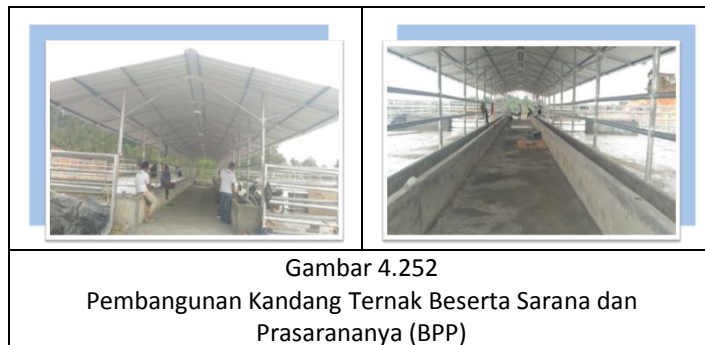 Gambar 4.252
Pembangunan Kandang Ternak Beserta Sarana dan
Prasarananya (BPP)